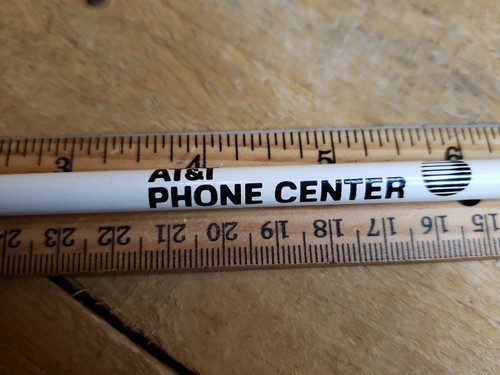 3 4 5 6
AT&T
PHONE CENTER
24 23 22 21 20 19 18 17 16 15